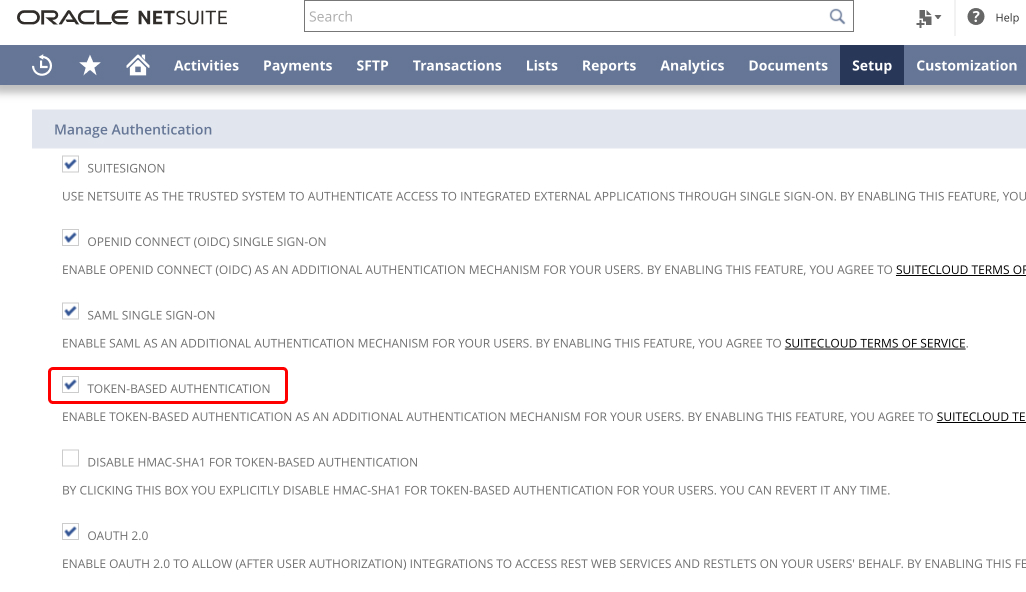 ORACLE NETSUITE
Search
Help
Activities Payments SFTP Transactions Lists Reports Analytics Documents Setup Customization
Manage Authentication
SUITESIGNON
USE NETSUITE AS THE TRUSTED SYSTEM TO AUTHENTICATE ACCESS TO INTEGRATED EXTERNAL APPLICATIONS THROUGH SINGLE SIGN-ON. BY ENABLING THIS FEATURE, YOU
OPENID CONNECT (OIDC) SINGLE SIGN-ON
ENABLE OPENID CONNECT (OIDC) AS AN ADDITIONAL AUTHENTICATION MECHANISM FOR YOUR USERS. BY ENABLING THIS FEATURE, YOU AGREE TO SUITECLOUD TERMS OF
SAML SINGLE SIGN-ON
ENABLE SAML AS AN ADDITIONAL AUTHENTICATION MECHANISM FOR YOUR USERS. BY ENABLING THIS FEATURE, YOU AGREE TO SUITECLOUD TERMS OF SERVICE.
TOKEN-BASED AUTHENTICATION
ENABLE TOKEN-BASED AUTHENTICATION AS AN ADDITIONAL AUTHENTICATION MECHANISM FOR YOUR USERS. BY ENABLING THIS FEATURE, YOU AGREE TO SUITECLOUD TE
DISABLE HMAC-SHA1 FOR TOKEN-BASED AUTHENTICATION
BY CLICKING THIS BOX YOU EXPLICITLY DISABLE HMAC-SHA1 FOR TOKEN-BASED AUTHENTICATION FOR YOUR USERS. YOU CAN REVERT IT ANY TIME.
OAUTH 2.0
ENABLE OAUTH 2.0 TO ALLOW (AFTER USER AUTHORIZATION) INTEGRATIONS TO ACCESS REST WEB SERVICES AND RESTLETS ON YOUR USERS' BEHALF. BY ENABLING THIS FE